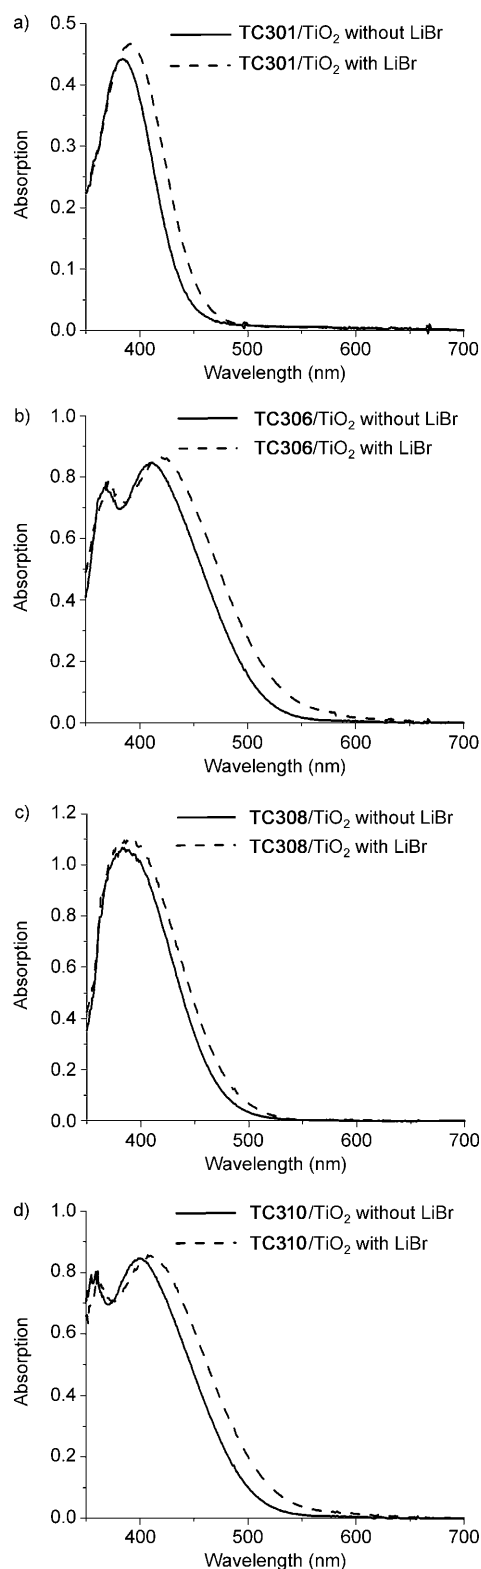 a)
TC301/TiO2 without LiBr
TC301/TiO2 with LiBr
Absorption
0.5
0.4
0.3
0.2
0.1
0.0
400 500 600 700
Wavelength (nm)
b)
TC306/TiO2 without LiBr
TC306/TiO2 with LiBr
Absorption
1.0
0.8
0.6
0.4
0.2
0.0
400 500 600 700
Wavelength (nm)
c)
TC308/TiO2 without LiBr
TC308/TiO2 with LiBr
Absorption
1.2
1.0
0.8
0.6
0.4
0.2
0.0
400 500 600 700
Wavelength (nm)
d)
TC310/TiO2 without LiBr
TC310/TiO2 with LiBr
Absorption
1.0
0.8
0.6
0.4
0.2
0.0
400 500 600 700
Wavelength (nm)